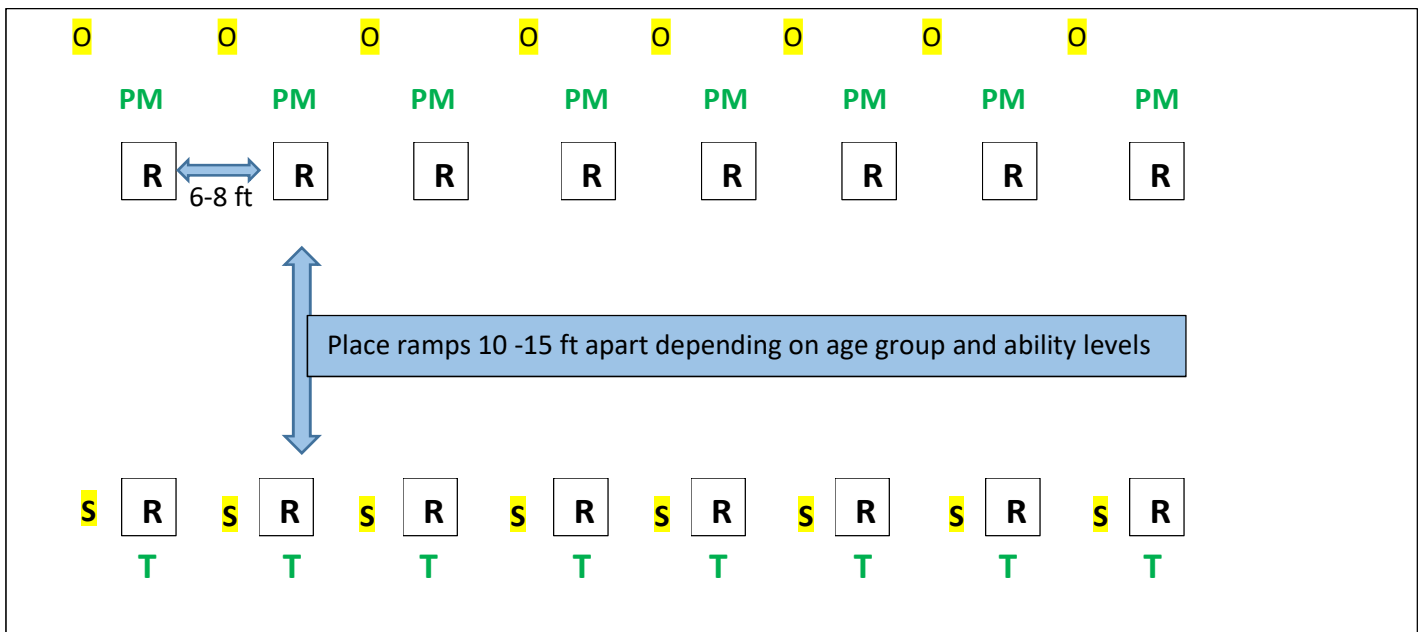 O O O O O O O O
PM PM PM PM PM PM PM PM
R R R R R R R R
6-8 ft
Place ramps 10 -15 ft apart depending on age group and ability levels
S R S R S R S R S R S R S R S R
T T T T T T T T